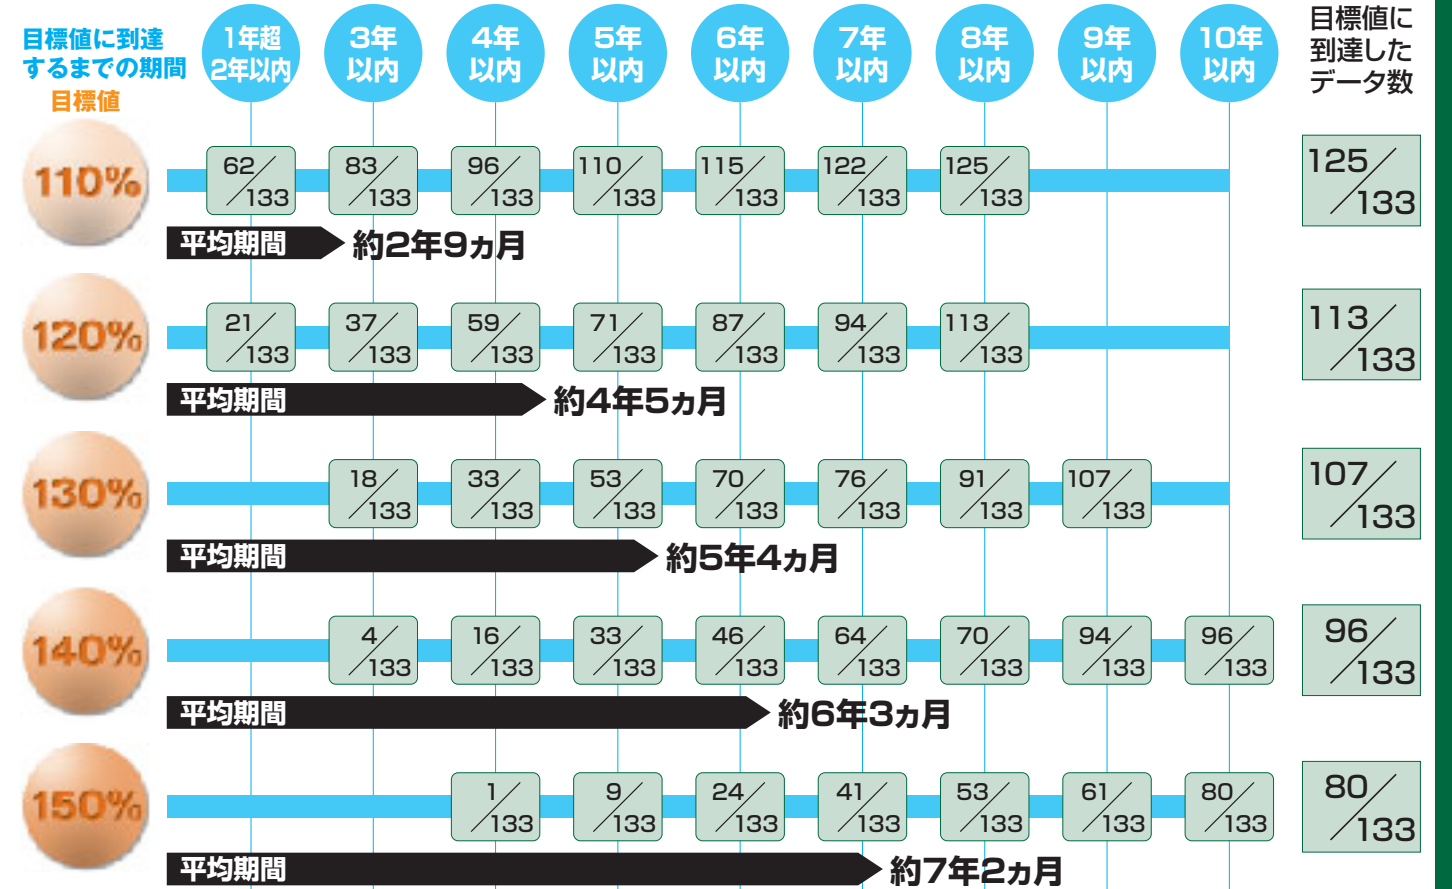 目標値に到達
するまでの期間
目標値
1年超
2年以内
3年
以内
4年
以内
5年
以内
6年
以内
7年
以内
8年
以内
9年
以内
10年
以内
目標値に
到達した
データ数
110%
62/133
83/133
96/133
110/133
115/133
122/133
125/133
125/133
平均期間 約2年9ヵ月
120%
21/133
37/133
59/133
71/133
87/133
94/133
113/133
113/133
平均期間 約4年5ヵ月
130%
18/133
33/133
53/133
70/133
76/133
91/133
107/133
107/133
平均期間 約5年4ヵ月
140%
4/133
16/133
33/133
46/133
64/133
70/133
94/133
96/133
96/133
平均期間 約6年3ヵ月
150%
1/133
9/133
24/133
41/133
53/133
61/133
80/133
80/133
平均期間 約7年2ヵ月